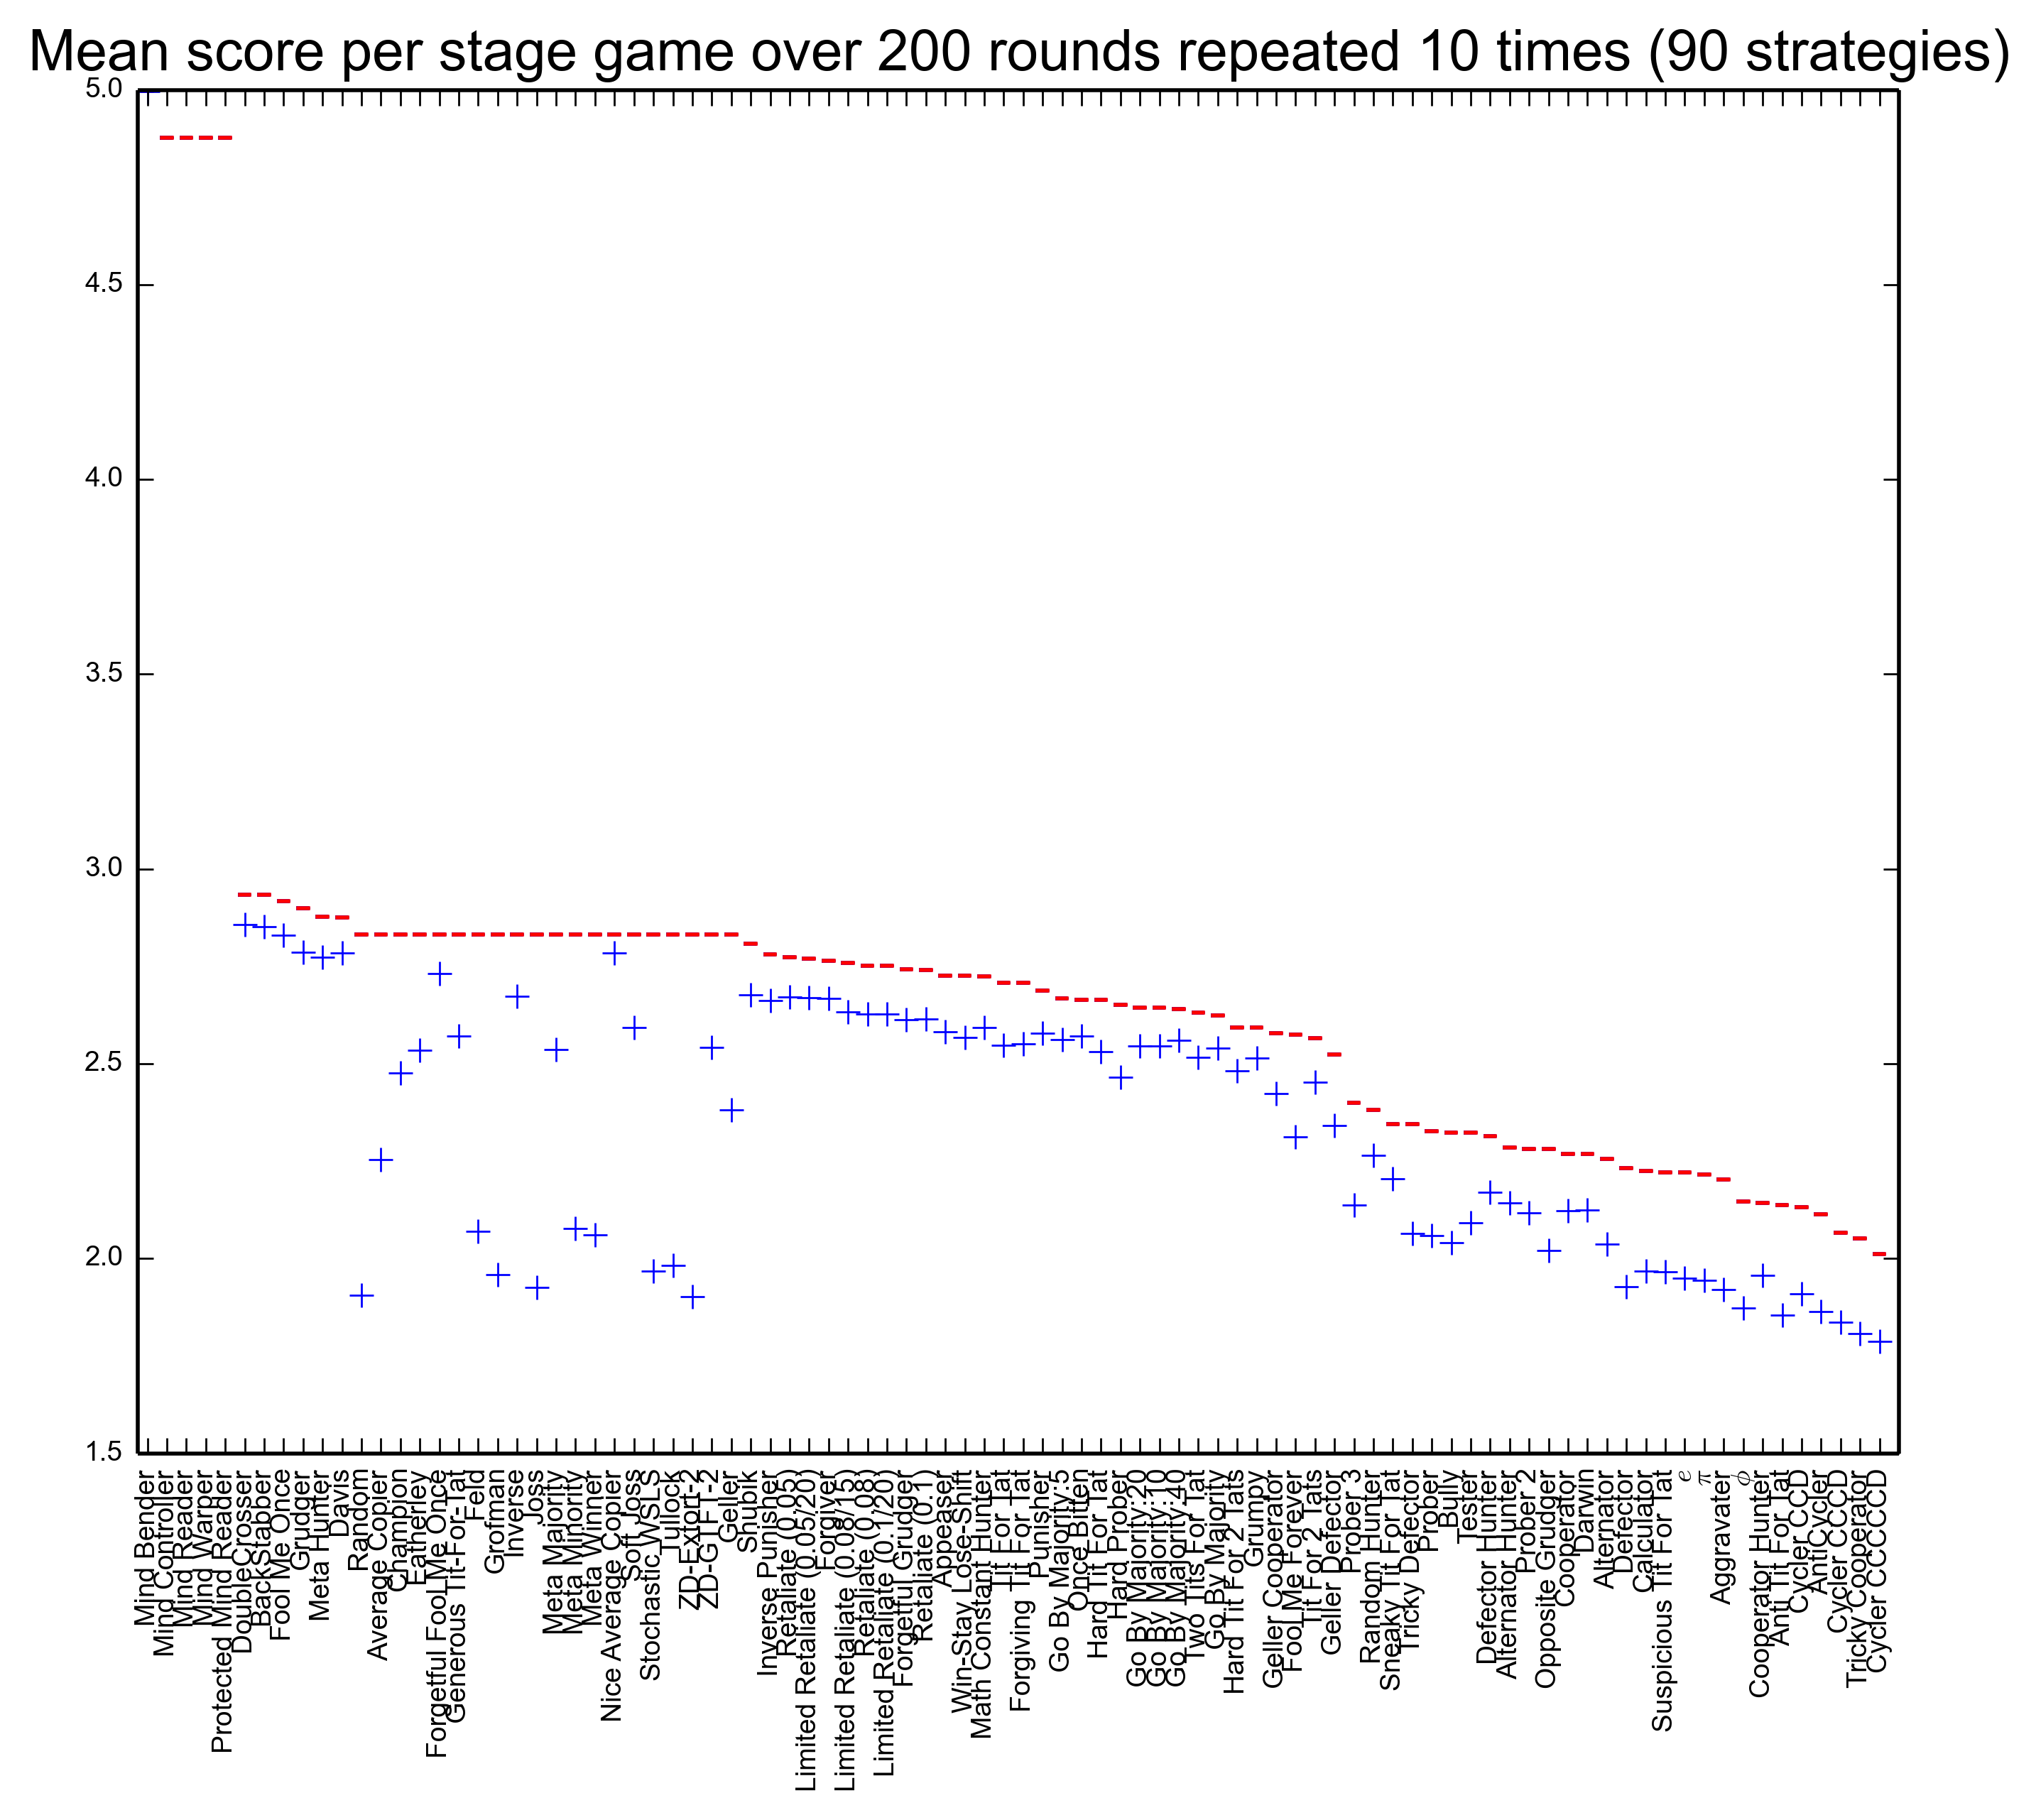 Mean score per stage game over 200 rounds repeated 10 times (90 strategies)
5.0
4.5
4.0
3.5
3.0
2.5
2.0
1.5
Mind Bender
Mind Controller
Mind Reader
Mind Warper
Protected Mind Reader
DoubleCrosser
BackStabber
Fool Me Once
Grudger
Meta Hunter
Davis
Random
Average Copier
Champion
Eatherley
Forgetful Fool Me Once
Generous Tit-For-Tat
Feld
Grofman
Inverse
Joss
Meta Majority
Meta Minority
Meta Winner
Nice Average Copier
Soft Joss
Stochastic WSLS
Tullock
ZD-Extort-2
ZD-GTFT-2
Geller
Shubik
Inverse Punisher
Retaliate (0.05)
Limited Retaliate (0.05/20)
Forgiver
Limited Retaliate (0.08/15)
Retaliate (0.08)
Limited Retaliate (0.1/20)
Forgetful Grudger
Retaliate (0.1)
Appeaser
Win-Stay Lose-Shift
Math Constant Hunter
Tit For Tat
Forgiving Tit For Tat
Punisher
Go By Majority:5
Once Bitten
Hard Tit For Tat
Hard Prober
Go By Majority:20
Go By Majority:10
Go By Majority:40
Two Tits For Tat
Go By Majority
Hard Tit For 2 Tats
Grumpy
Geller Cooperator
Fool Me Forever
Tit For 2 Tats
Geller Defector
Prober 3
Random Hunter
Sneaky Tit For Tat
Tricky Defector
Prober
Bully
Tester
Defector Hunter
Alternator Hunter
Prober 2
Opposite Grudger
Cooperator
Darwin
Alternator
Defector
Calculator
Suspicious Tit For Tat
e
π
Aggravater
ϕ
Cooperator Hunter
Anti Tit For Tat
Cycler CCD
AntiCycler
Cycler CCCD
Tricky Cooperator
Cycler CCCCCD